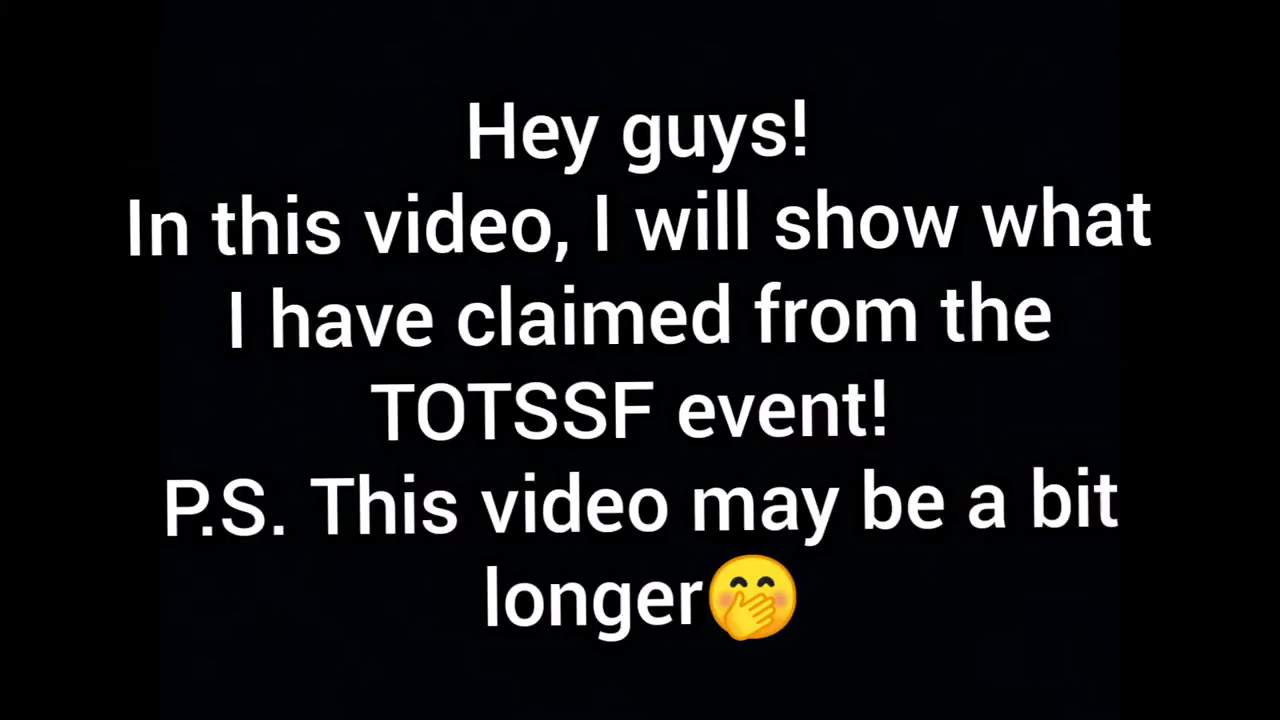 Hey guys!
In this video, I will show what
I have claimed from the
TOTSSF event!
P.S. This video may be a bit
longer🤭